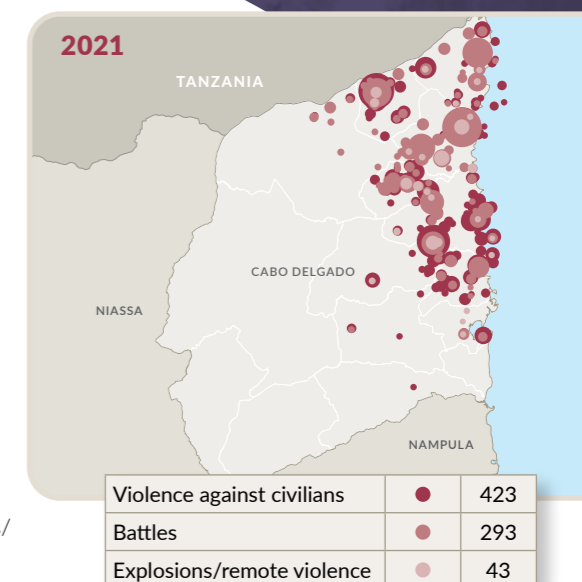 2021
TANZANIA
CABO DELGADO
NIASSA
NAMPULA
/
Violence against civilians 423
Battles 293
Explosions/remote violence 43